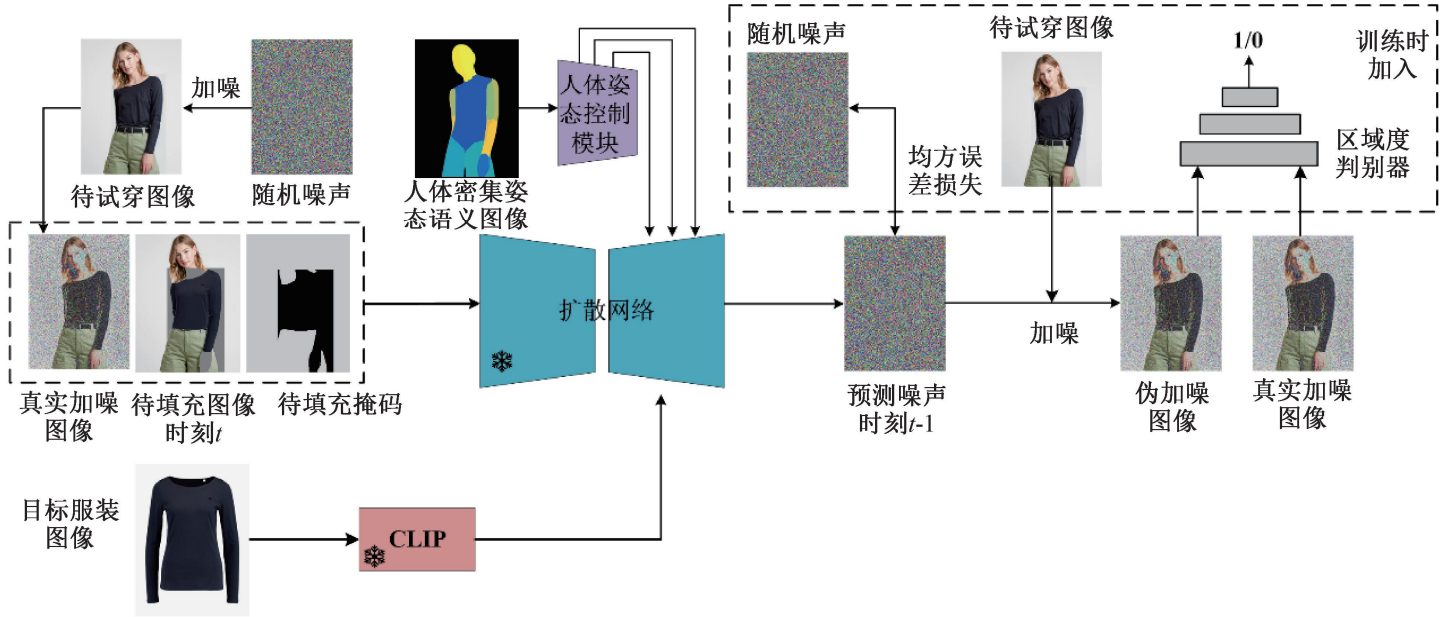 加噪
待试穿图像
随机噪声
人体密集姿
态语义图像
人体姿
态控制
模块
随机噪声
待试穿图像
1/0
训练时
加入
均方误
差损失
区域度
判别器
扩散网络
真实加噪
图像
待填充图像
时刻t
待填充掩码
预测噪声
时刻t-1
加噪
伪加噪
图像
真实加噪
图像
目标服装
图像
CLIP